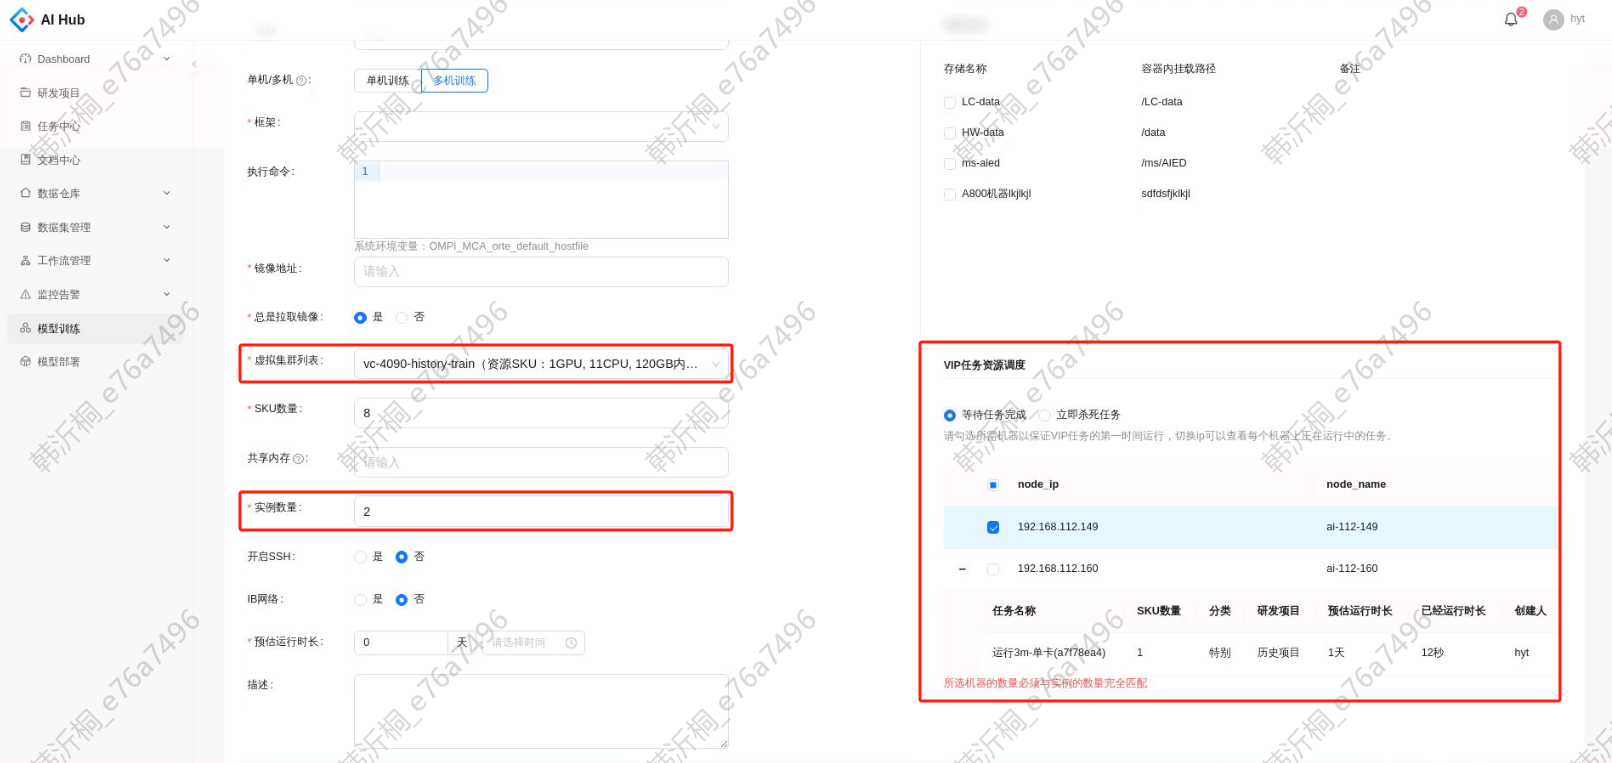 AI Hub
2
hyt
Dashboard
研发项目
任务中心
文档中心
数据仓库
数据集管理
工作流管理
监控告警
模型训练
模型部署
单机/多机 :
单机训练
多机训练
* 框架 :
执行命令 :
1
系统环境变量：OMPI_MCA_orte_default_hostfile
* 镜像地址 :
请输入
* 总是拉取镜像 :
是
否
* 虚拟集群列表 :
vc-4090-history-train（资源SKU：1GPU, 11CPU, 120GB内…
* SKU数量 :
8
共享内存 :
请输入
* 实例数量 :
2
开启SSH :
是
否
IB网络 :
是
否
* 预估运行时长 :
0
天
请选择时间
描述 :
存储名称 容器内挂载路径 备注
LC-data /LC-data
HW-data /data
ms-aied /ms/AIED
A800机器lkjlkjl sdfdsfjklkjl
VIP任务资源调度
等待任务完成
立即杀死任务
请勾选所需机器以保证VIP任务的第一时间运行，切换ip可以查看每个机器上正在运行中的任务。
node_ip node_name
192.168.112.149 ai-112-149
192.168.112.160 ai-112-160
任务名称 SKU数量 分类 研发项目 预估运行时长 已经运行时长 创建人
运行3m-单卡(a7f78ea4) 1 特别 历史项目 1天 12秒 hyt
所选机器的数量必须与实例的数量完全匹配
韩沂桐_e76a7496